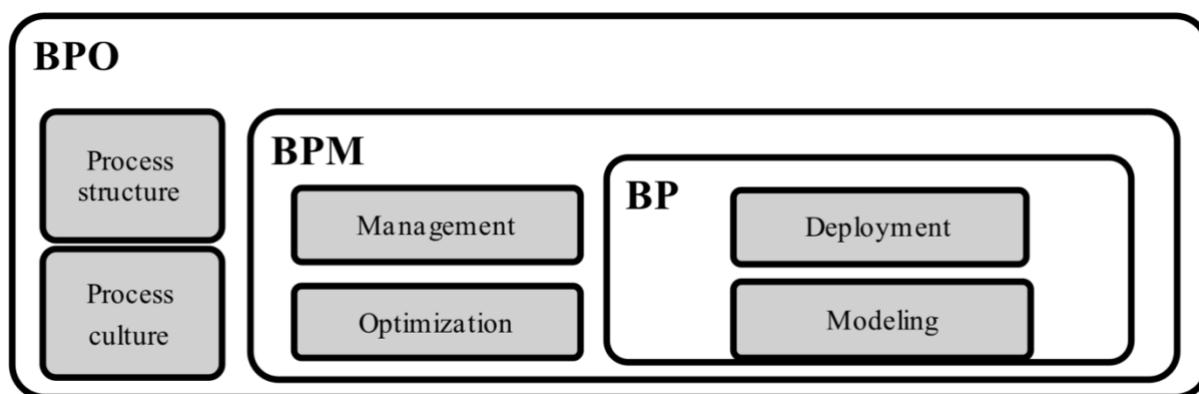 BPO
Process
structure
Process
culture
BPM
Management
Optimization
BP
Deployment
Modeling